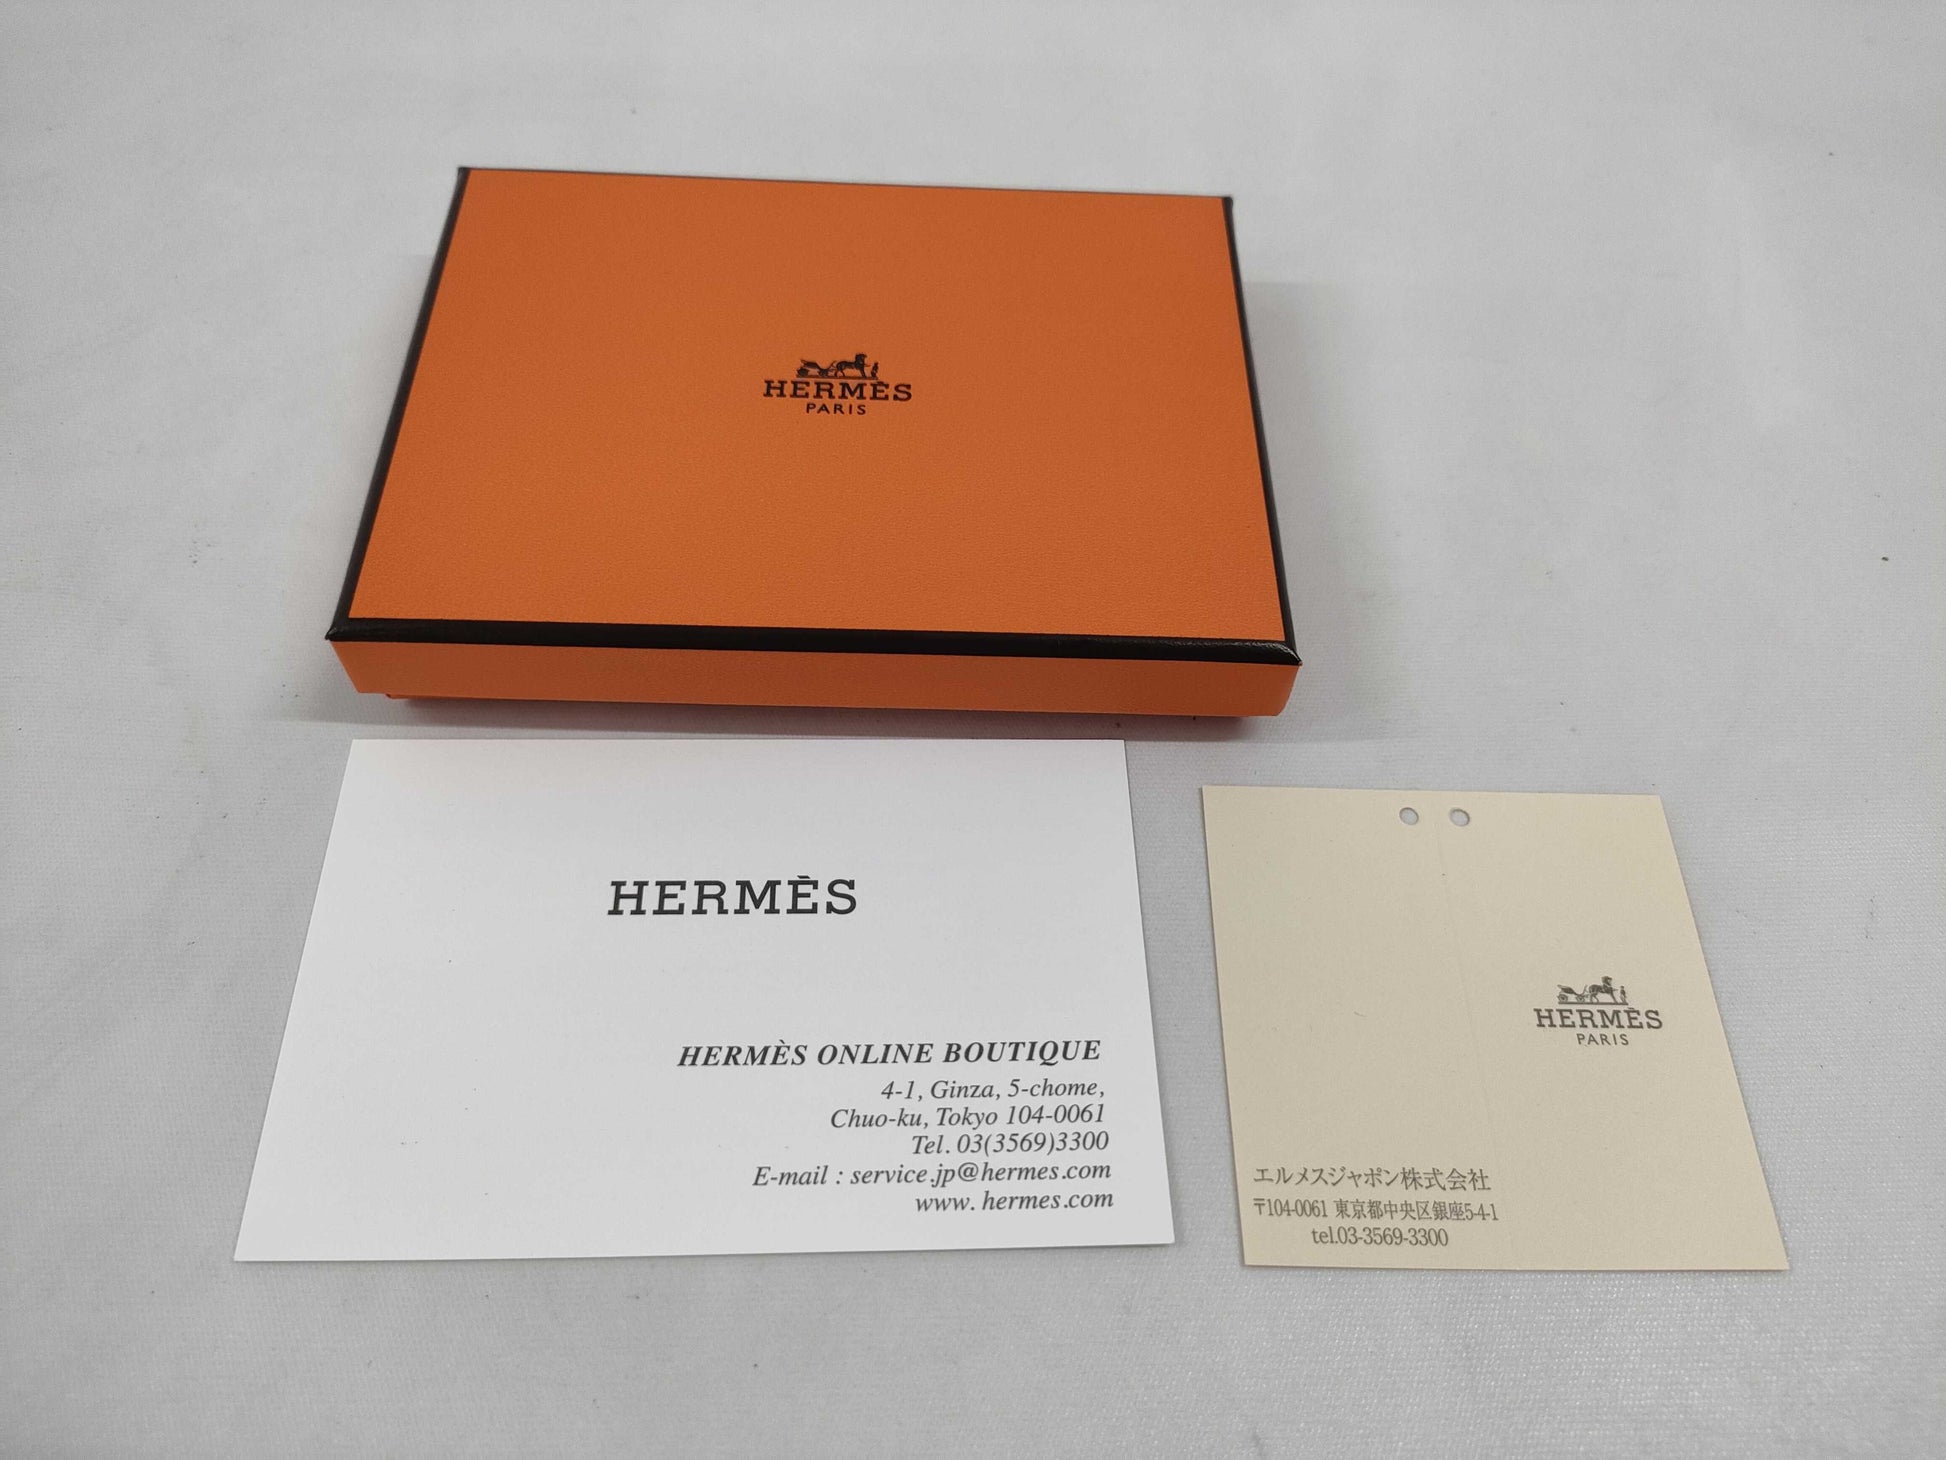 HERMÈS
PARIS
HERMÈS
HERMÈS ONLINE BOUTIQUE
4-1, Ginza, 5-chome,
Chuo-ku, Tokyo 104-0061
Tel. 03(3569)3300
E-mail : service.jp@hermes.com
www. hermes.com
HERMÈS
PARIS
エルメスジャポン株式会社
〒104-0061 東京都中央区銀座5-4-1
tel.03-3569-3300